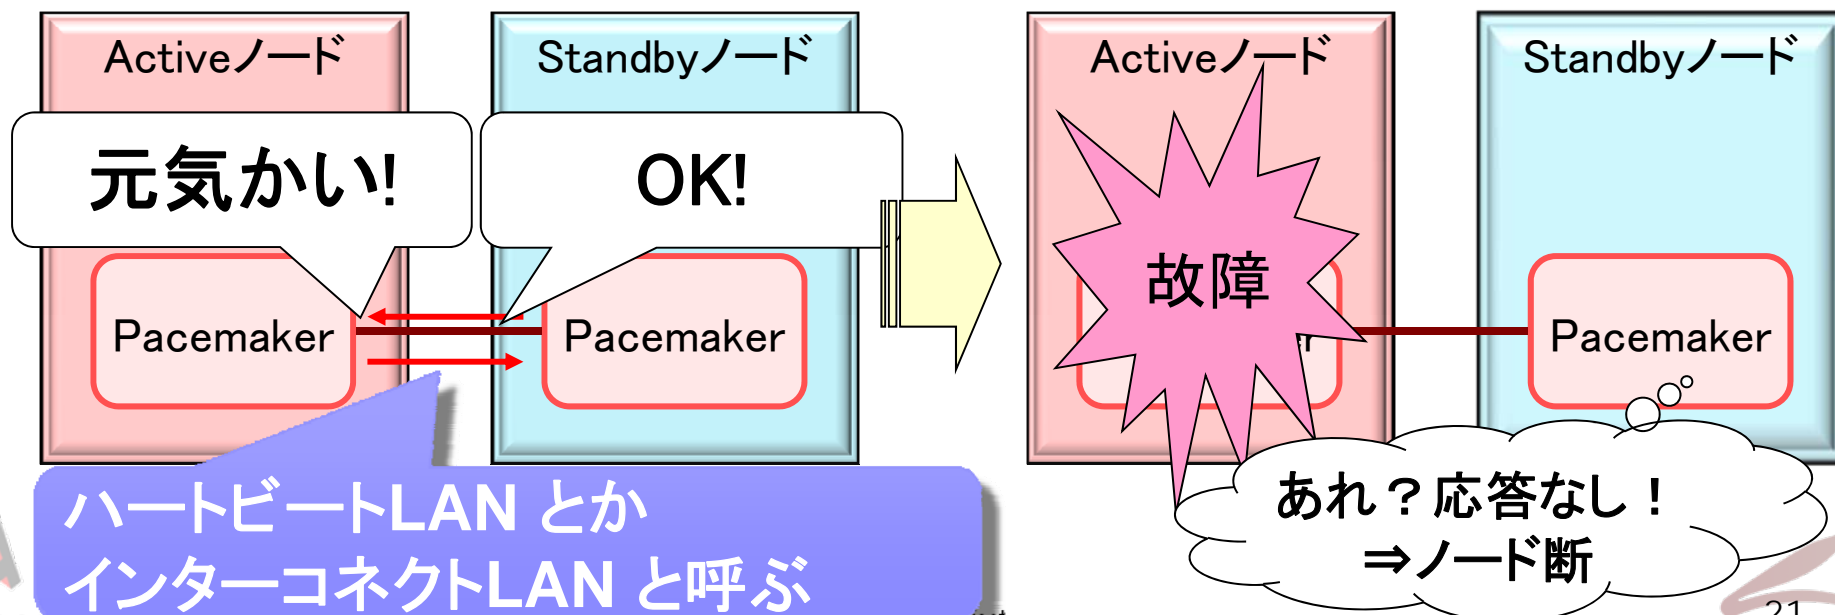 Activeノード
Standbyノード
元気かい!
OK!
Pacemaker
Pacemaker
ハートビートLAN とか
インターコネクトLAN と呼ぶ
Activeノード
Standbyノード
故障
Pacemaker
あれ？応答なし！
⇒ノード断
21